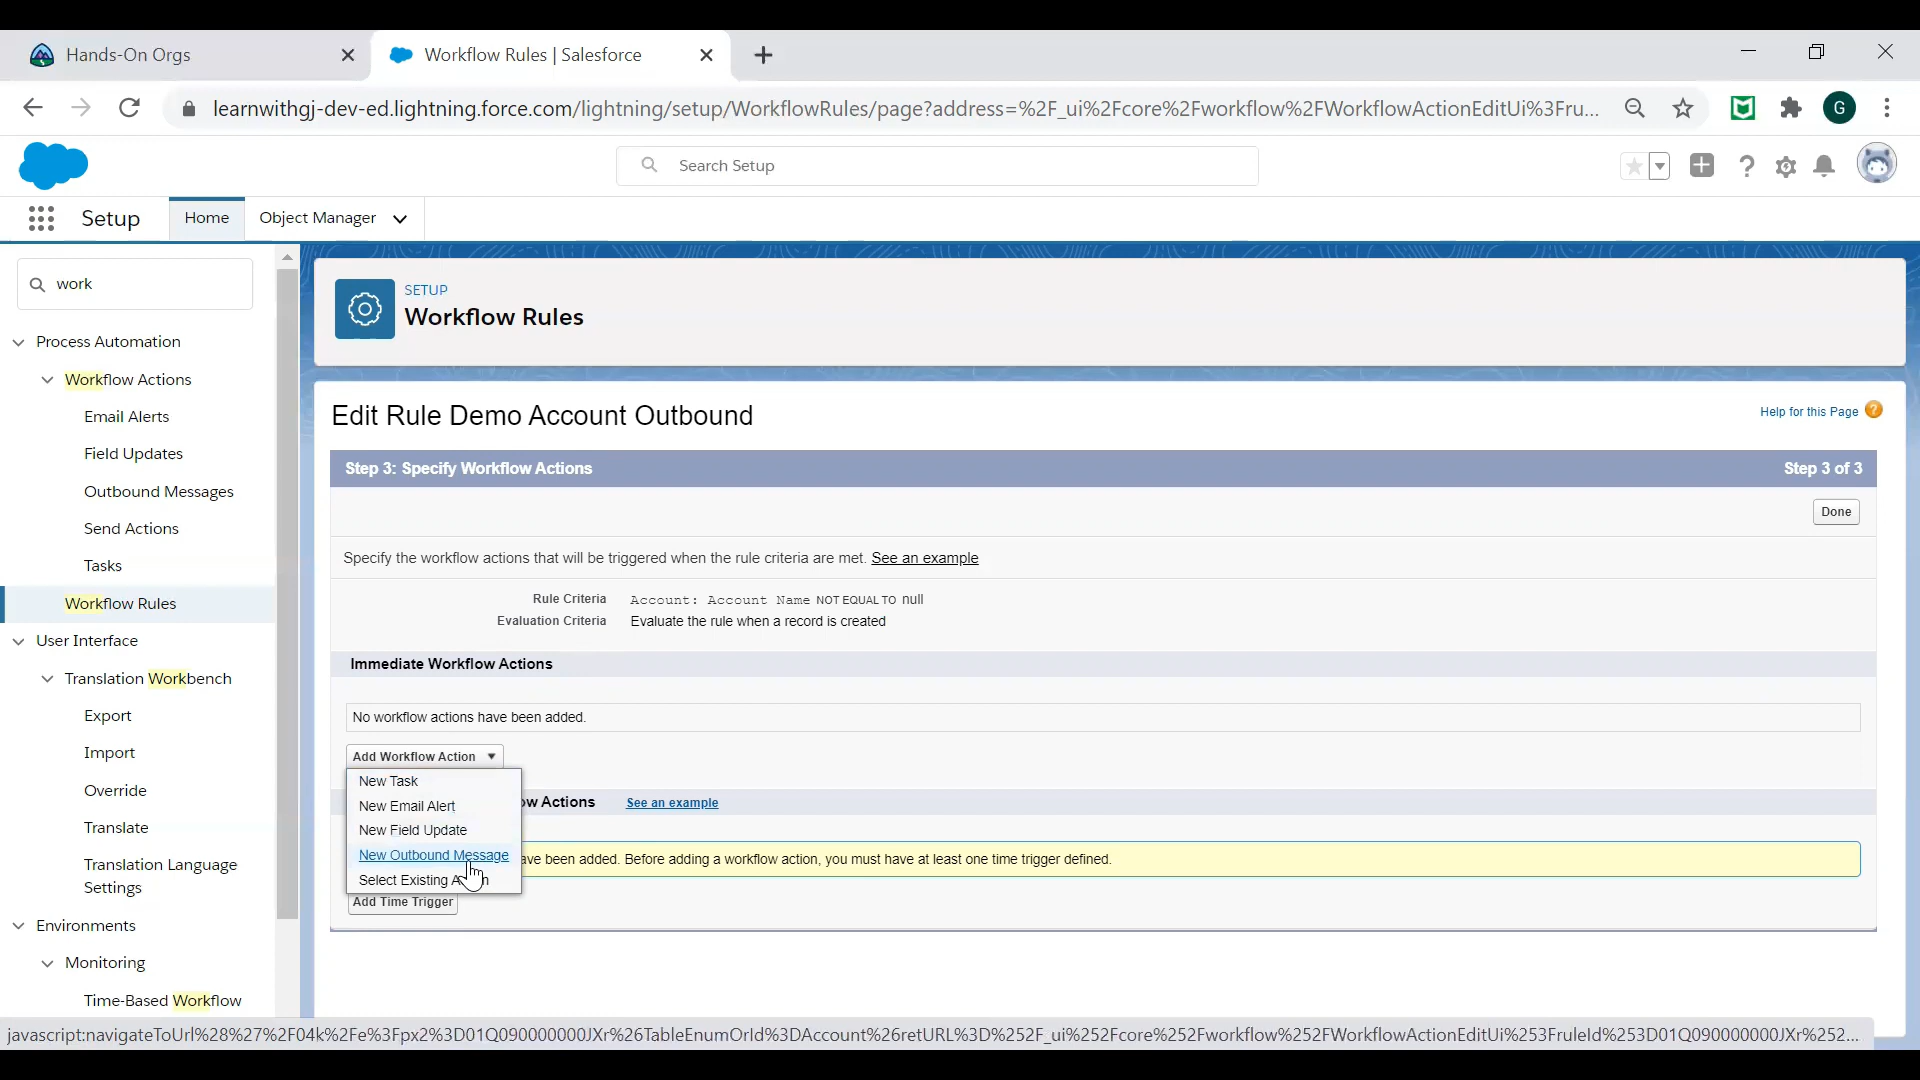 Hands-On Orgs
Workflow Rules | Salesforce
learnwithgj-dev-ed.lightning.force.com/lightning/setup/WorkflowRules/page?address=%2F_ui%2Fcore%2Fworkflow%2FWorkflowActionEditUi%3Fru...
G
Search Setup
Setup
Home
Object Manager
work
Process Automation
Workflow Actions
Email Alerts
Field Updates
Outbound Messages
Send Actions
Tasks
Workflow Rules
User Interface
Translation Workbench
Export
Import
Override
Translate
Translation Language
Settings
Environments
Monitoring
Time-Based Workflow
SETUP
Workflow Rules
Edit Rule Demo Account Outbound
Help for this Page ?
Step 3: Specify Workflow Actions
Step 3 of 3
Done
Specify the workflow actions that will be triggered when the rule criteria are met. See an example
Rule Criteria Account: Account Name NOT EQUAL TO null
Evaluation Criteria Evaluate the rule when a record is created
Immediate Workflow Actions
No workflow actions have been added.
Add Workflow Action
New Task
New Email Alert
New Field Update
New Outbound Message
Select Existing
ow Actions See an example
ave been added. Before adding a workflow action, you must have at least one time trigger defined.
Add Time Trigger
javascript:navigateToUrl%28%27%2F04k%2Fe%3Fpx2%3D01Q090000000JXr%26TableEnumOrId%3DAccount%26retURL%3D%252F_ui%252Fcore%252Fworkflow%252FWorkflowActionEditUi%253FruleId%253D01Q090000000JXr%252...